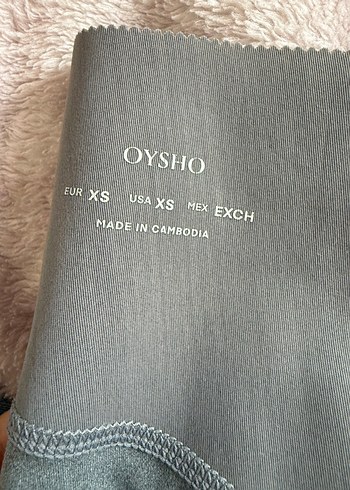 OYSHO
EUR XS USA XS MEX EXCH
MADE IN CAMBODIA